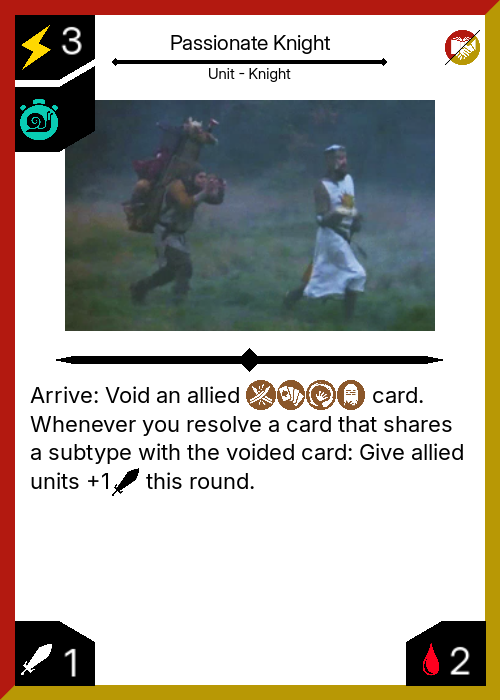 3
Passionate Knight
Unit - Knight
Arrive: Void an allied card.
Whenever you resolve a card that shares
a subtype with the voided card: Give allied
units +1 this round.
1
2